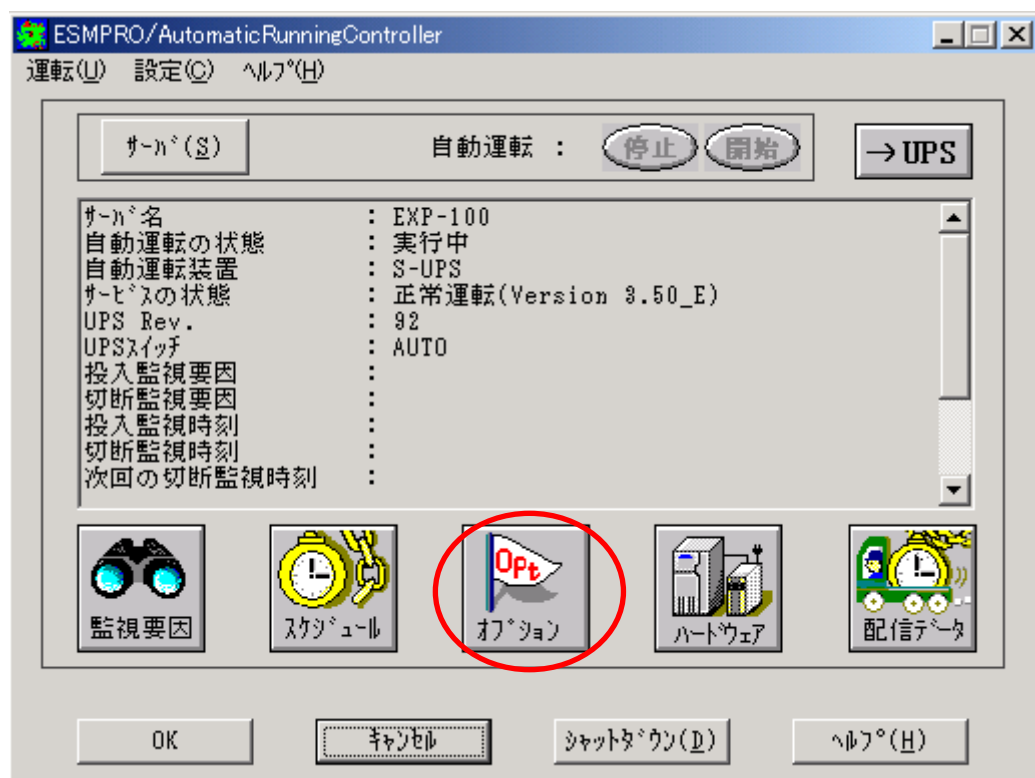 ESMPRO/AutomaticRunningController
運転(U) 設定(C) ﾍﾙﾌﾟ(H)
ｻｰﾊﾞ(S) 自動運転 : 停止 開始 →UPS
ｻｰﾊﾞ名 : EXP-100
自動運転の状態 : 実行中
自動運転装置 : S-UPS
ｻｰﾋﾞｽの状態 : 正常運転(Version 3.50_E)
UPS Rev. : 92
UPSｽｲｯﾁ : AUTO
投入監視要因 :
切断監視要因 :
投入監視時刻 :
切断監視時刻 :
次回の切断監視時刻 :
Opt
監視要因 ｽｹｼﾞｭｰﾙ ｵﾌﾟｼｮﾝ ﾊｰﾄﾞｳｪｱ 配信ﾃﾞｰﾀ
OK ｷｬﾝｾﾙ ｼｬｯﾄﾀﾞｳﾝ(D) ﾍﾙﾌﾟ(H)